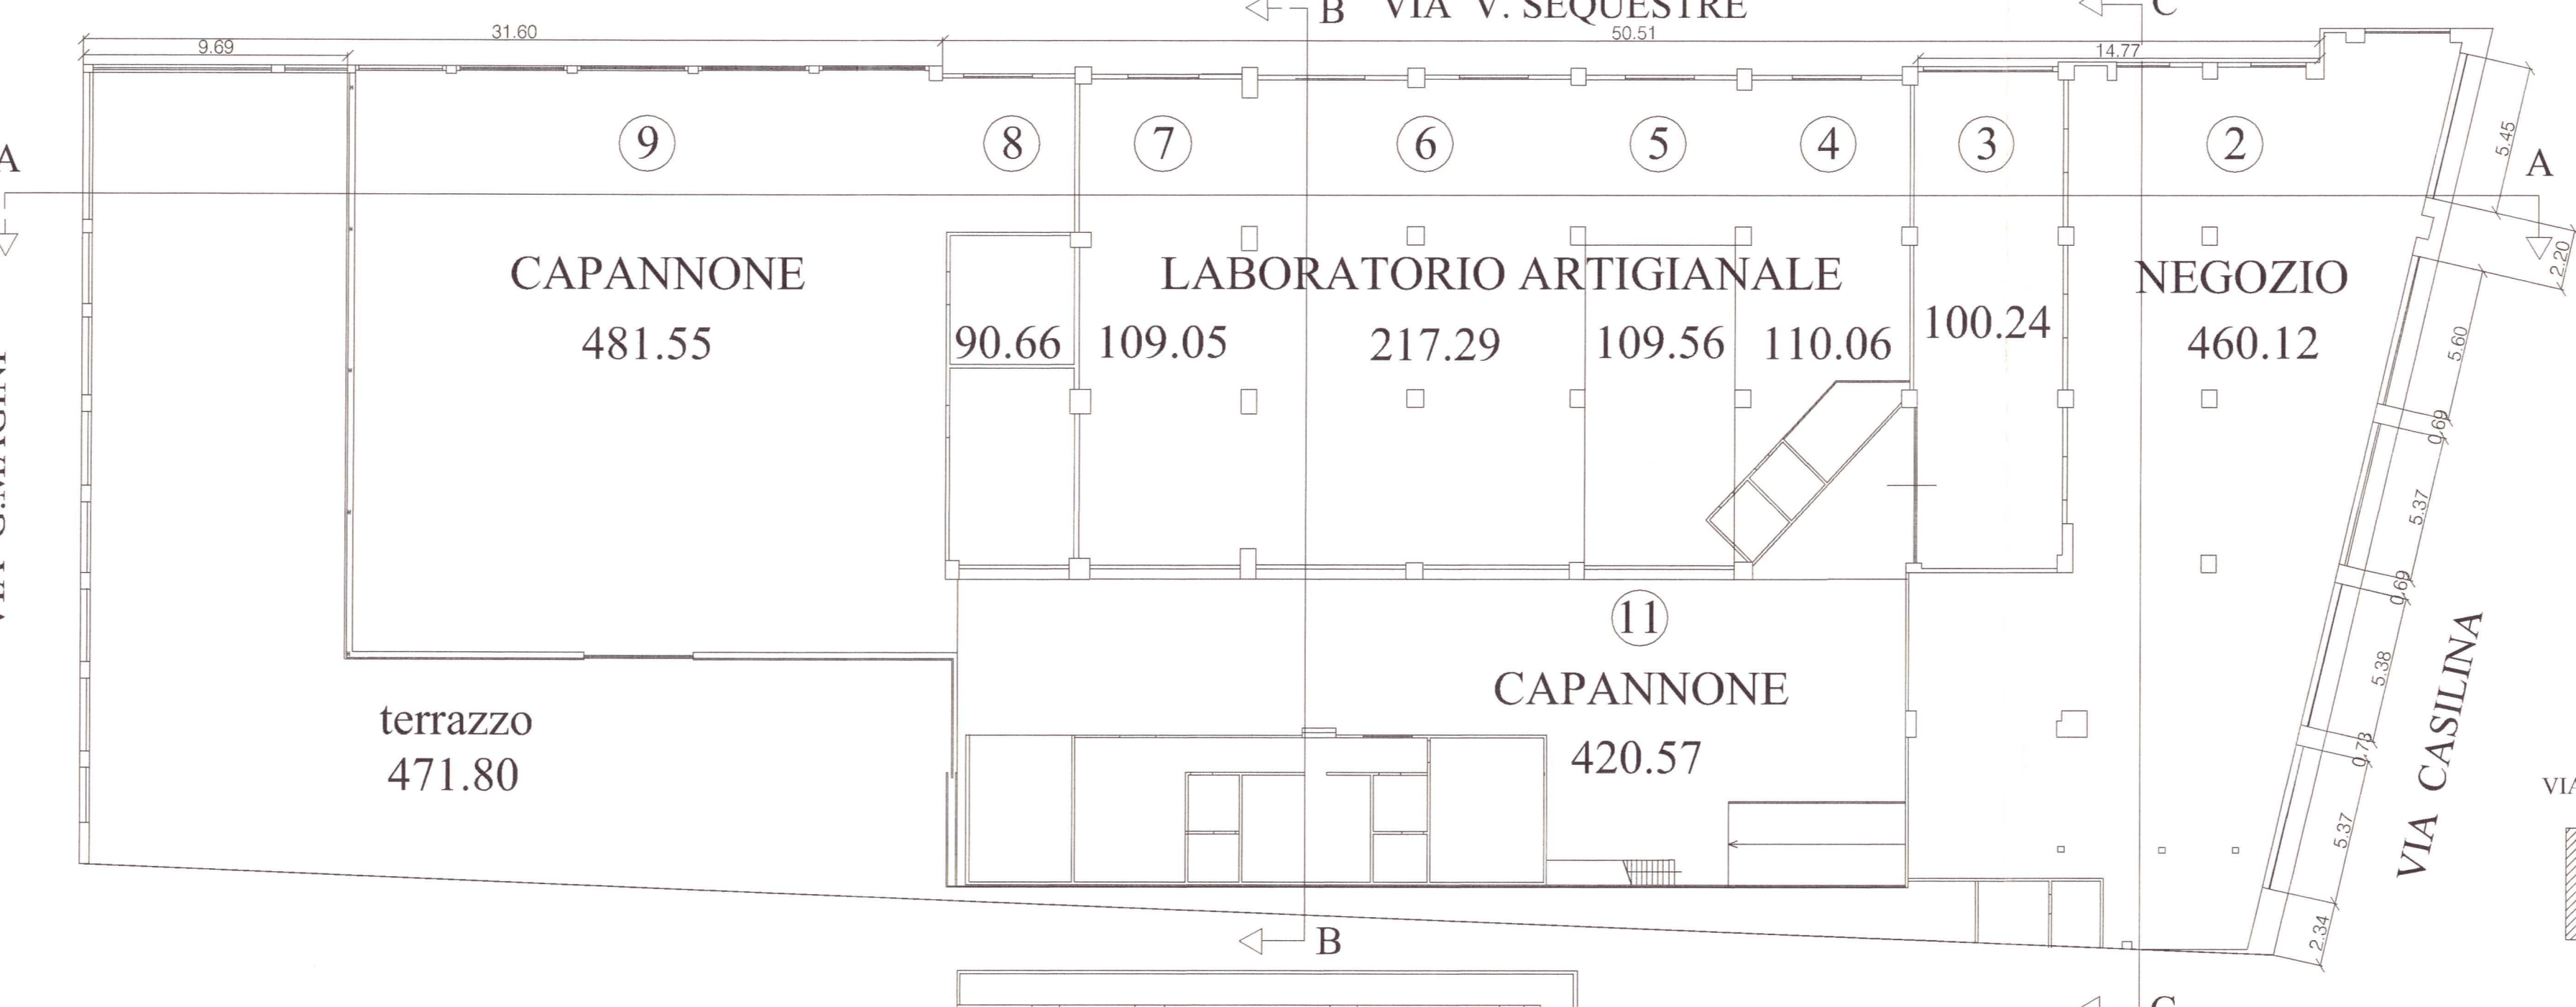 B VIA V. SEQUESTRE C
31.60 50.51
9.69 14.77
9 8 7 6 5 4 3 2
A A
5.45
2.20
CAPANNONE LABORATORIO ARTIGIANALE NEGOZIO
481.55 90.66 109.05 217.29 109.56 110.06 100.24 460.12
5.60
0.69
5.37
0.69
11
CAPANNONE
420.57
5.38
0.73
VIA CASILINA
terrazzo
471.80
VIA
5.37
2.34
B
C